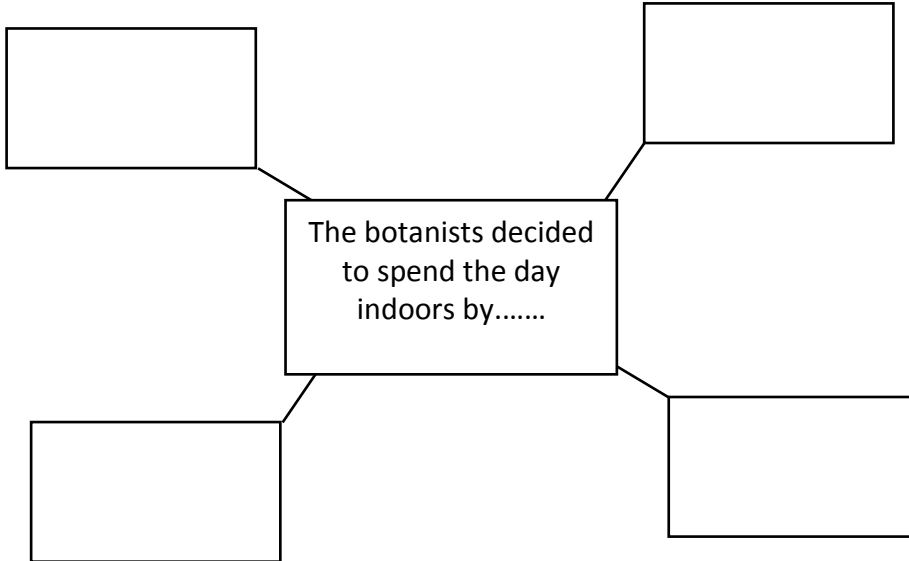 The botanists decided
to spend the day
indoors by.......